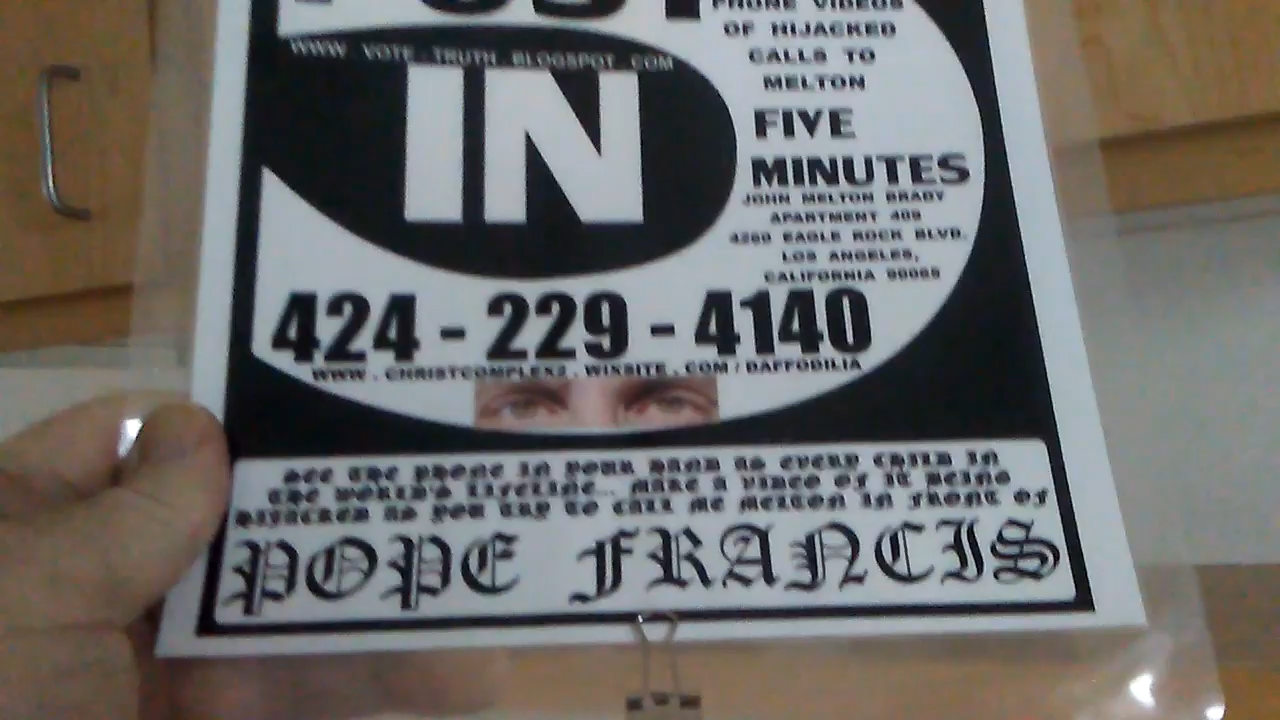 PHONE VIDEOS
OF HIJACKED
CALLS TO
MELTON
WWW . VOTE - TRUTH . BLOGSPOT . COM
IN
FIVE
MINUTES
JOHN MELTON BRADY
APARTMENT 409
4260 EAGLE ROCK BLVD.
LOS ANGELES,
CALIFORNIA 90065
424 - 229 - 4140
WWW . CHRISTCOMPLEX2 . WIXSITE . COM / DAFFODILIA
SEE THE PHONE IN YOUR HAND AS EVERY CHILD IN
THE WORLD'S LIFELINE... MAKE A VIDEO OF IT BEING
HIJACKED AS YOU TRY TO CALL ME MELTON IN FRONT OF
POPE FRANCIS